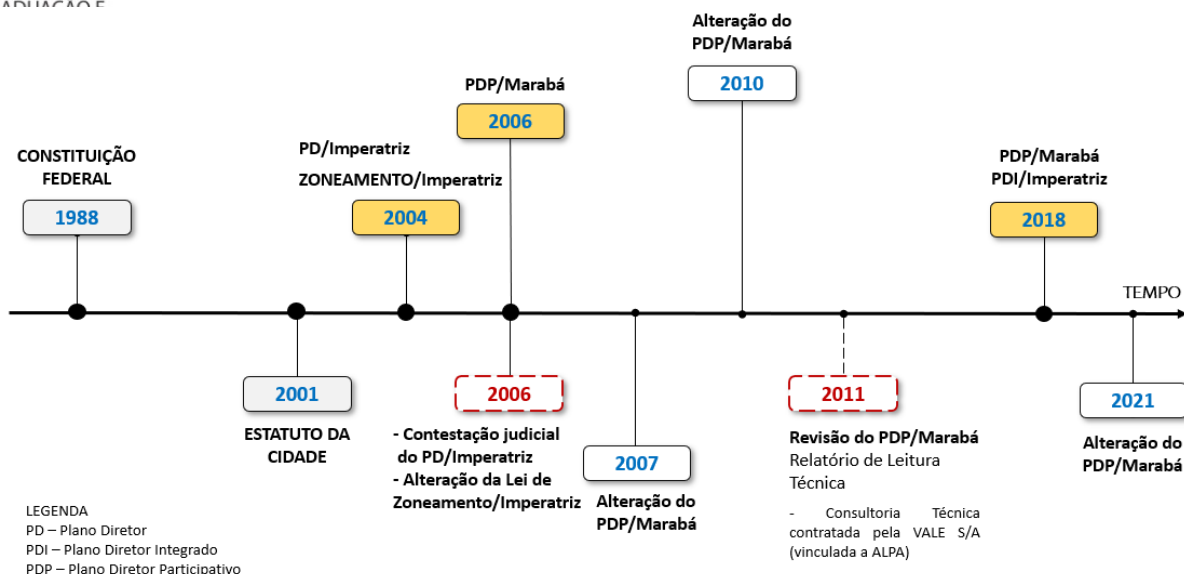 Alteração do
PDP/Marabá
2010
PDP/Marabá
2006
CONSTITUIÇÃO
FEDERAL
1988
PD/Imperatriz
ZONEAMENTO/Imperatriz
2004
PDP/Marabá
PDI/Imperatriz
2018
TEMPO
2001
ESTATUTO DA
CIDADE
2006
- Contestação judicial
do PD/Imperatriz
- Alteração da Lei de
Zoneamento/Imperatriz
2007
Alteração do
PDP/Marabá
2011
Revisão do PDP/Marabá
Relatório de Leitura
Técnica
- Consultoria Técnica
contratada pela VALE S/A
(vinculada a ALPA)
2021
Alteração do
PDP/Marabá
LEGENDA
PD – Plano Diretor
PDI – Plano Diretor Integrado
PDP – Plano Diretor Participativo